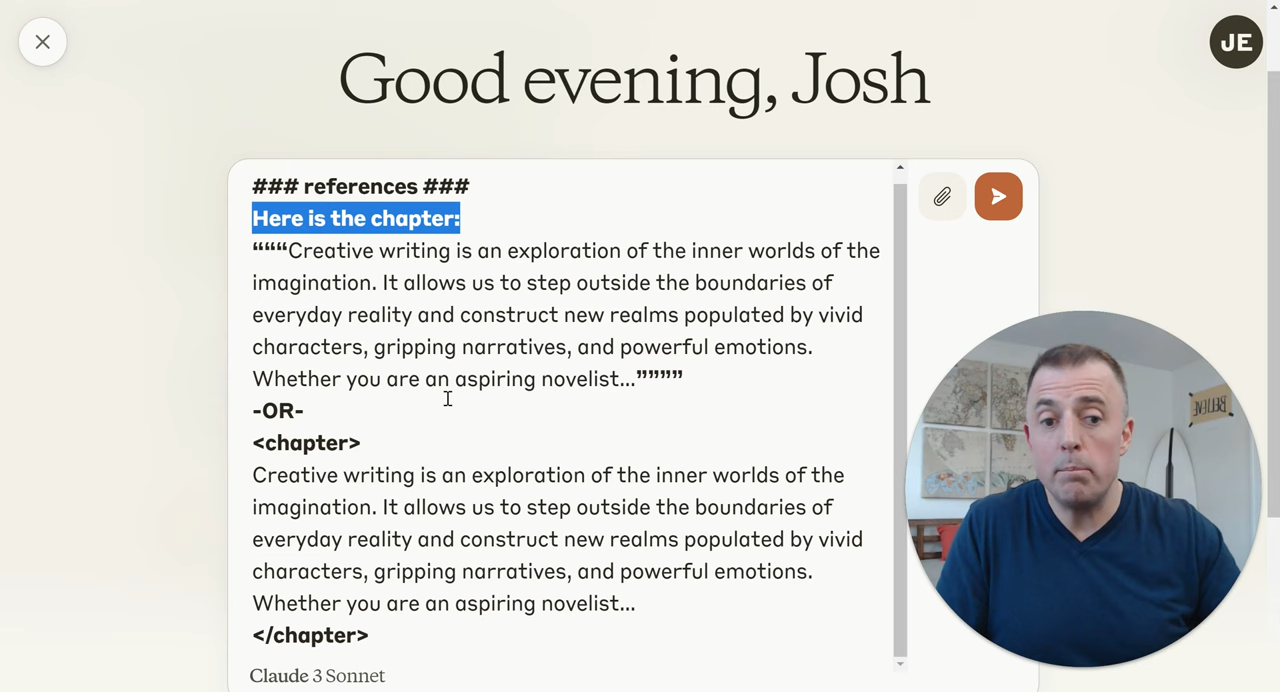 JE
Good evening, Josh
### references ###
Here is the chapter:
“““Creative writing is an exploration of the inner worlds of the
imagination. It allows us to step outside the boundaries of
everyday reality and construct new realms populated by vivid
characters, gripping narratives, and powerful emotions.
Whether you are an aspiring novelist...””””
-OR-
<chapter>
Creative writing is an exploration of the inner worlds of the
imagination. It allows us to step outside the boundaries of
everyday reality and construct new realms populated by vivid
characters, gripping narratives, and powerful emotions.
Whether you are an aspiring novelist...
</chapter>
Claude 3 Sonnet
BELIEVE